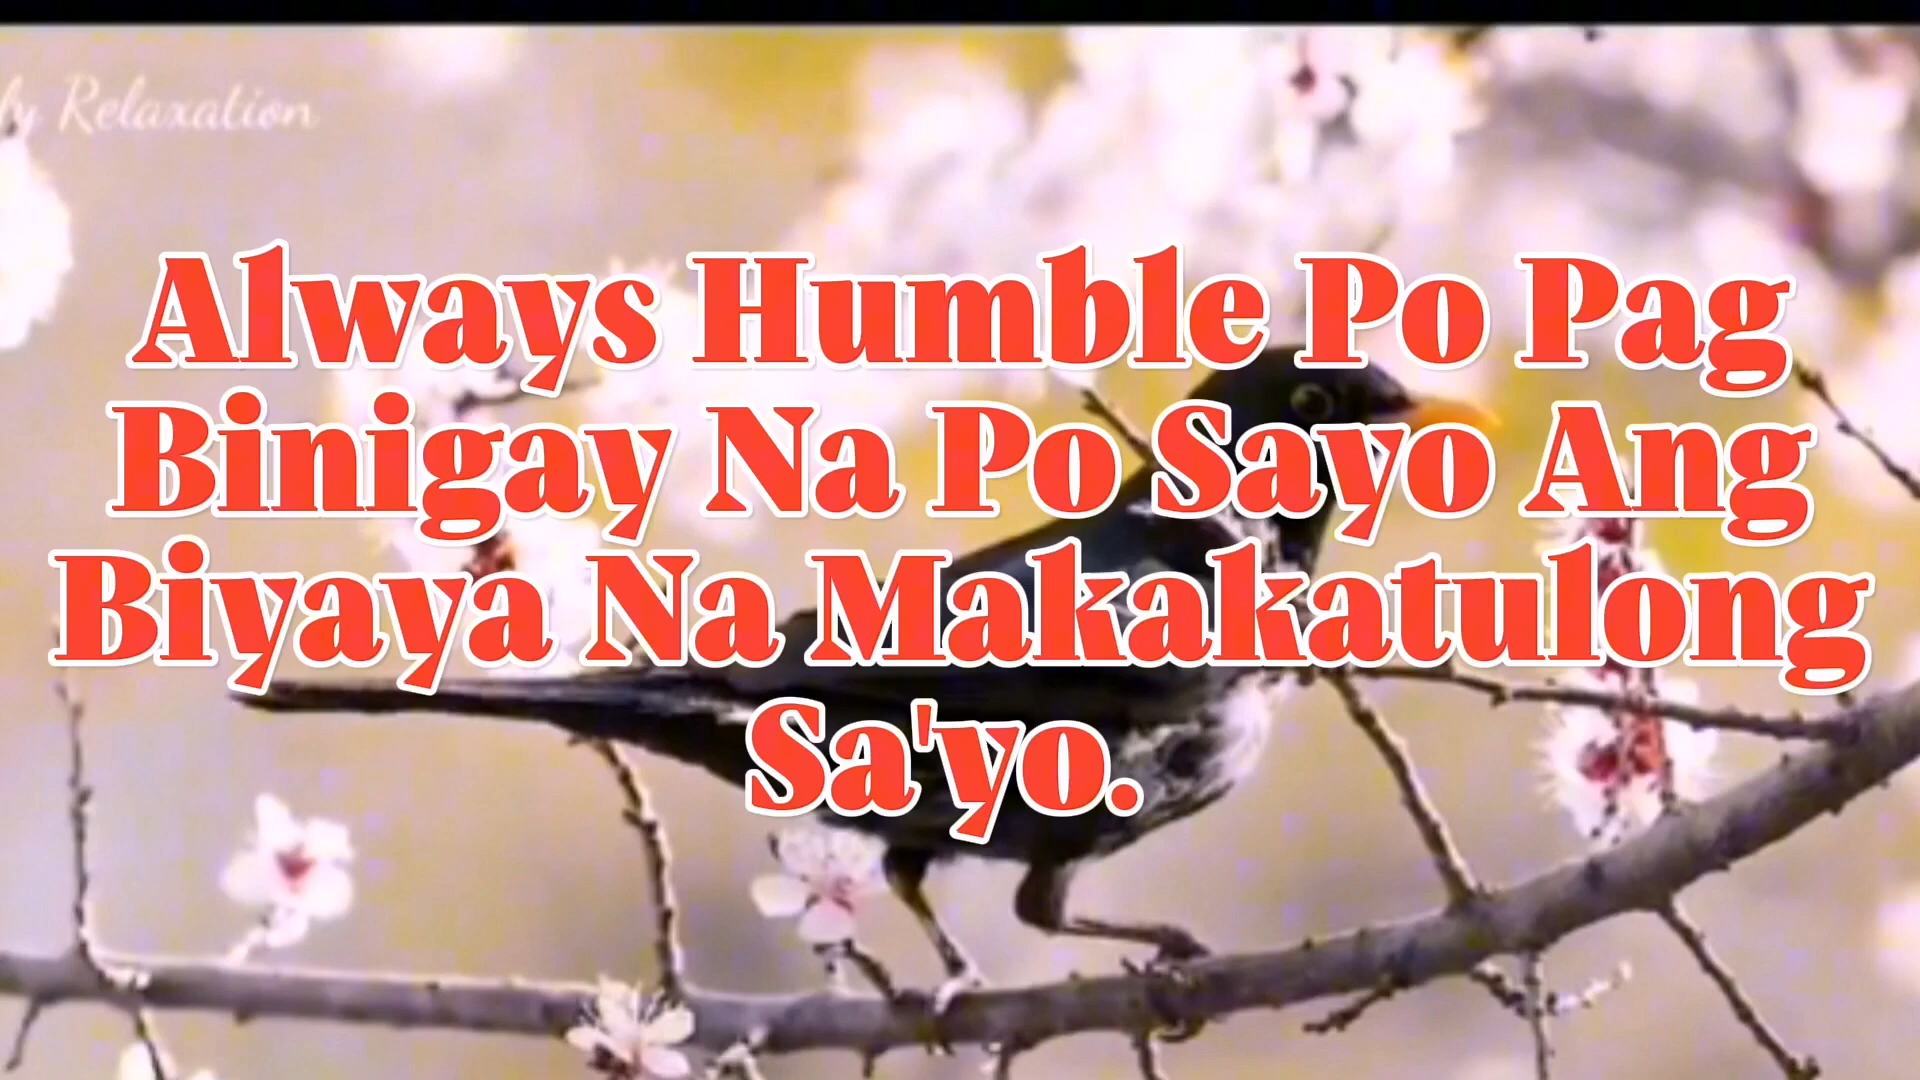 Relaxation
Always Humble Po Pag
Binigay Na Po Sayo Ang
Biyaya Na Makakatulong
Sa'yo.